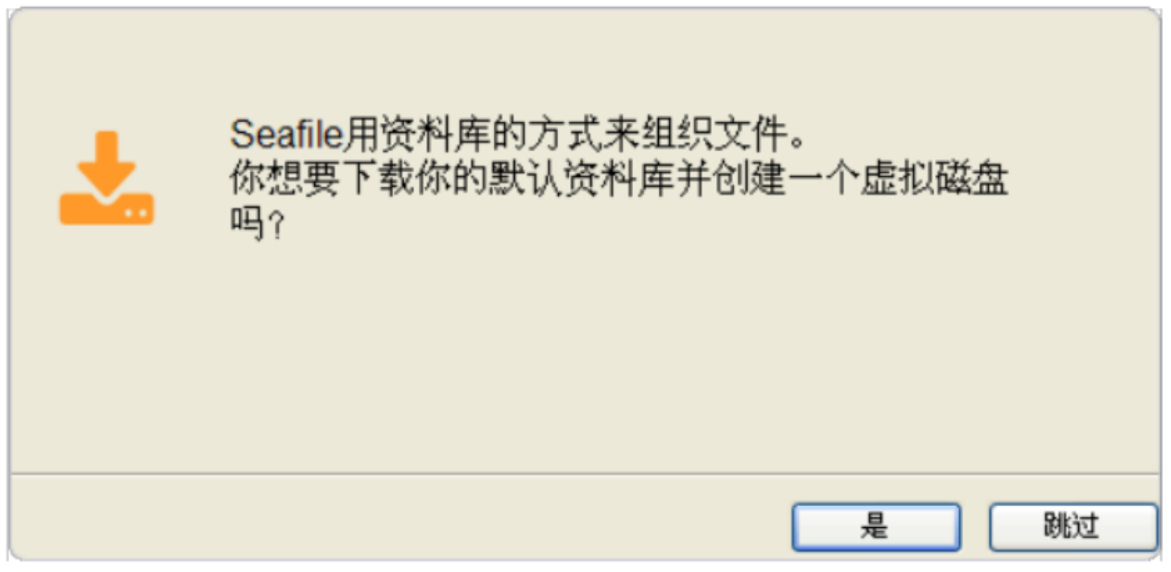 Seafile用资料库的方式来组织文件。
你想要下载你的默认资料库并创建一个虚拟磁盘
吗?
是
跳过